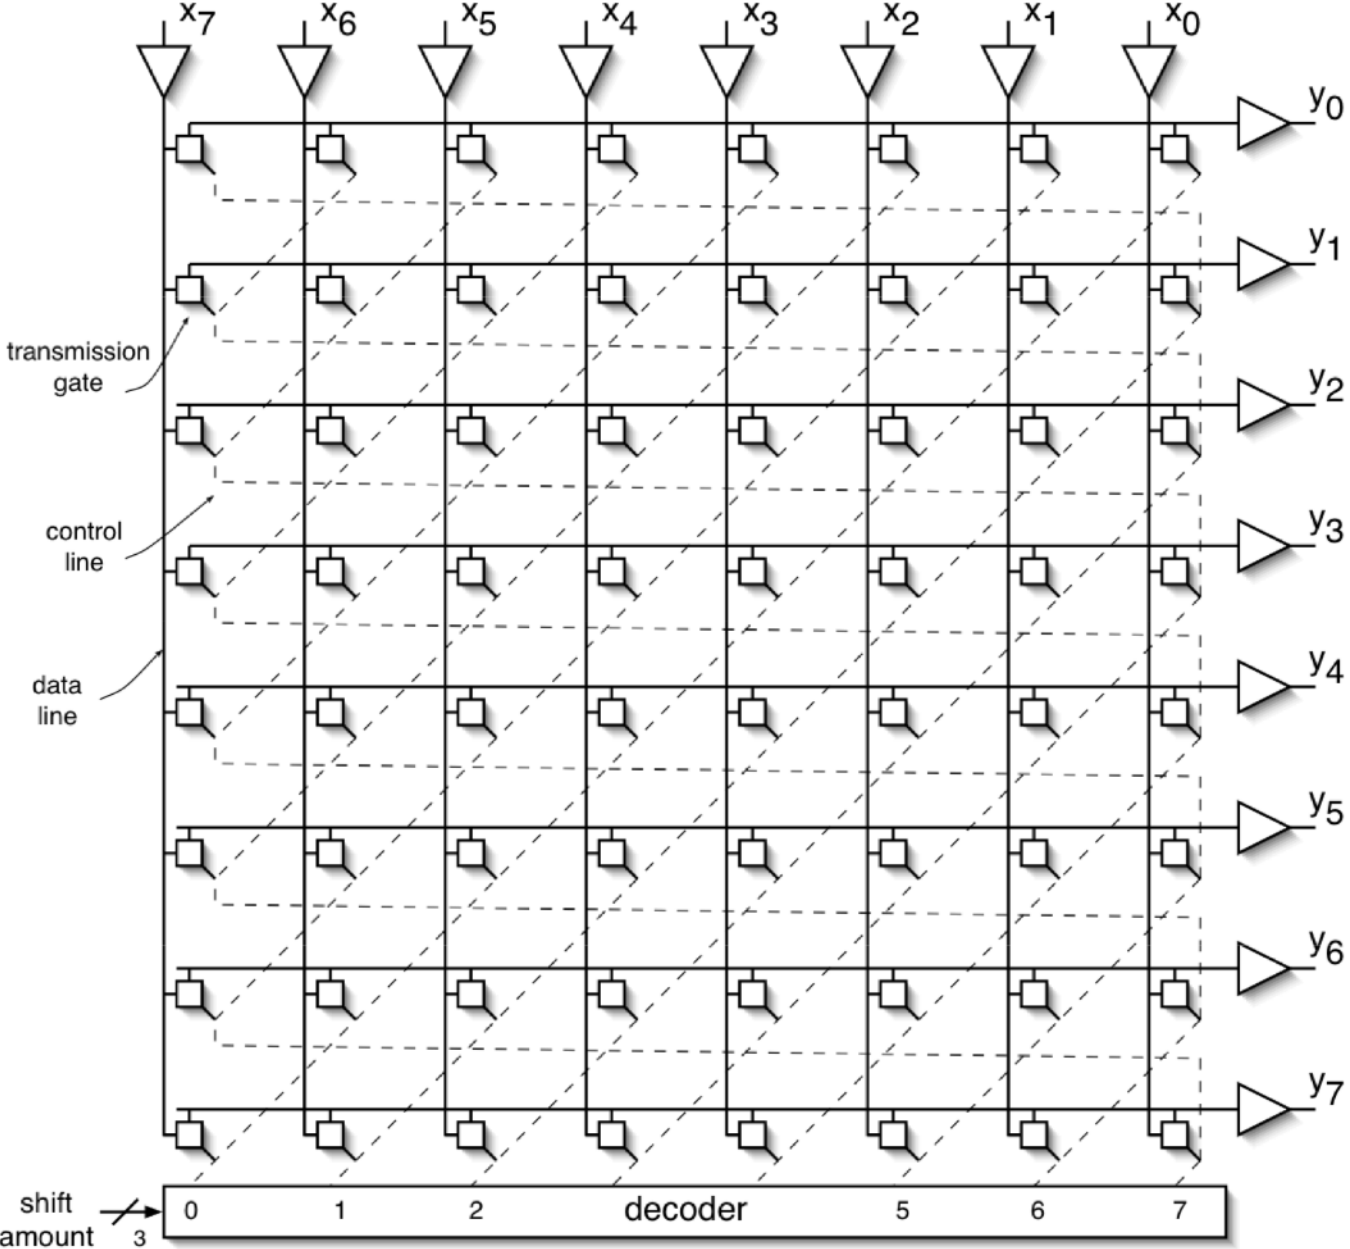 x7 x6 x5 x4 x3 x2 x1 x0
y0
y1
transmission
gate
y2
control
line
y3
data
line
y4
y5
y6
y7
shift
amount
3
0 1 2 decoder 5 6 7